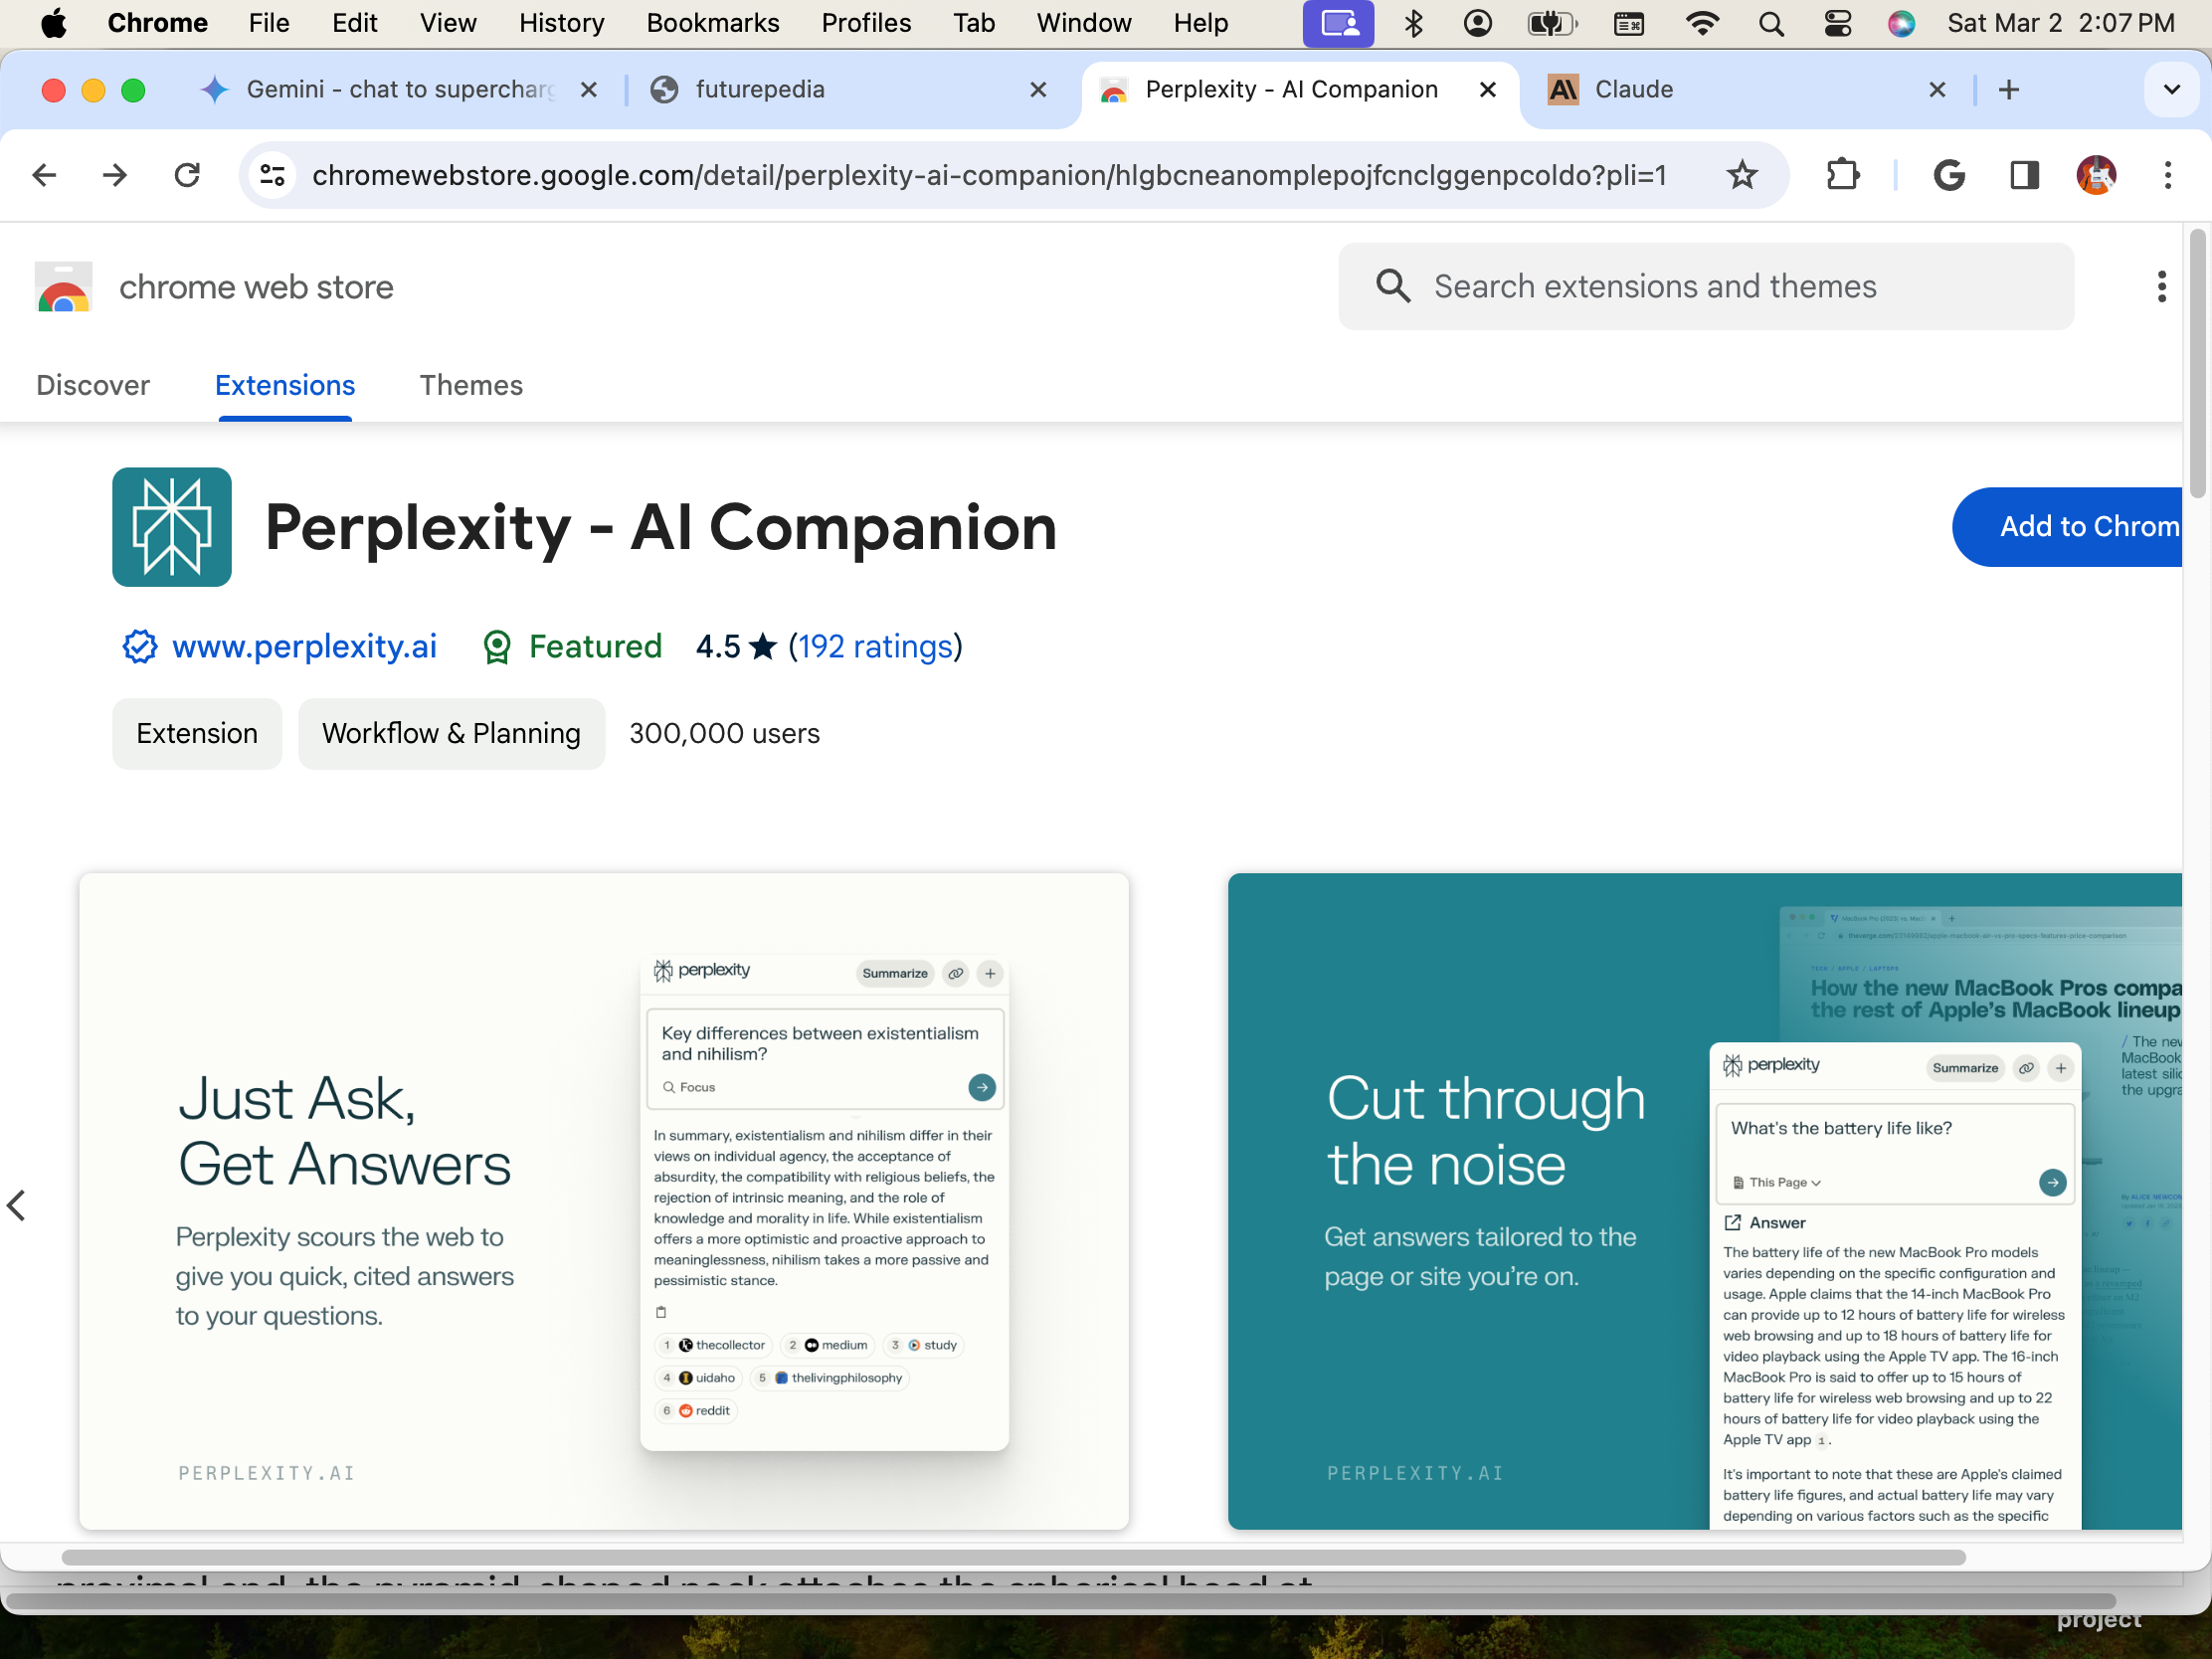 Chrome File Edit View History Bookmarks Profiles Tab Window Help Sat Mar 2 2:07 PM
Gemini - chat to supercharg futurepedia Perplexity - AI Companion Claude
chromewebstore.google.com/detail/perplexity-ai-companion/hlgbcneanomplepojfcnclggenpcoldo?pli=1
chrome web store Search extensions and themes
Discover Extensions Themes
Perplexity - AI Companion
Add to Chrom
www.perplexity.ai Featured 4.5 ★ (192 ratings)
Extension Workflow & Planning 300,000 users
Just Ask,
Get Answers
Perplexity scours the web to
give you quick, cited answers
to your questions.
PERPLEXITY.AI
perplexity Summarize
Key differences between existentialism
and nihilism?
Focus
In summary, existentialism and nihilism differ in their
views on individual agency, the acceptance of
absurdity, the compatibility with religious beliefs, the
rejection of intrinsic meaning, and the role of
knowledge and morality in life. While existentialism
offers a more optimistic and proactive approach to
meaninglessness, nihilism takes a more passive and
pessimistic stance.
1 thecollector 2 medium 3 study
4 uidaho 5 thelivingphilosophy
6 reddit
Cut through
the noise
Get answers tailored to the
page or site you're on.
PERPLEXITY.AI
TECH / APPLE / LAPTOPS
How the new MacBook Pros compa
the rest of Apple's MacBook lineup
/ The new
MacBook
latest silic
the upgra
perplexity Summarize
What's the battery life like?
This Page
Answer
The battery life of the new MacBook Pro models
varies depending on the specific configuration and
usage. Apple claims that the 14-inch MacBook Pro
can provide up to 12 hours of battery life for wireless
web browsing and up to 18 hours of battery life for
video playback using the Apple TV app. The 16-inch
MacBook Pro is said to offer up to 15 hours of
battery life for wireless web browsing and up to 22
hours of battery life for video playback using the
Apple TV app 1.
It's important to note that these are Apple's claimed
battery life figures, and actual battery life may vary
depending on various factors such as the specific
project